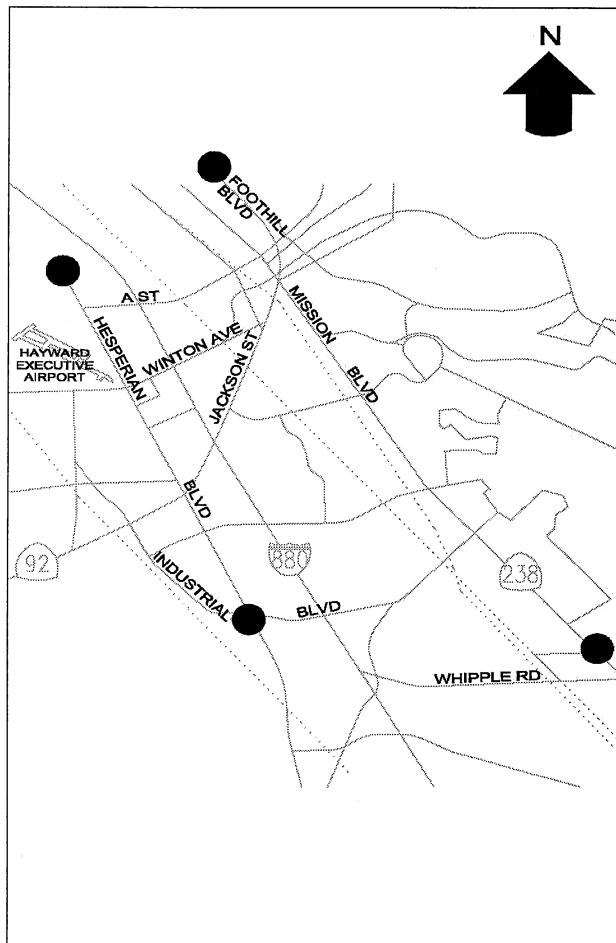 N
FOOTHILL
BLVD
A ST
HESPERIAN
MISSION
WINTON AVE
HAYWARD
EXECUTIVE
AIRPORT
JACKSON ST
BLVD
BLVD
92
INDUSTRIAL
880
238
BLVD
WHIPPLE RD